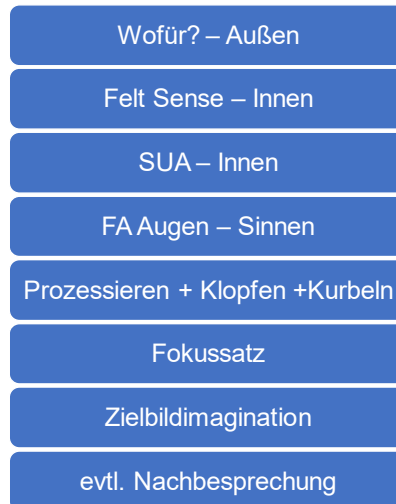 Wofür? – Außen
Felt Sense – Innen
SUA – Innen
FA Augen – Sinnen
Prozessieren + Klopfen +Kurbeln
Fokussatz
Zielbildimagination
evtl. Nachbesprechung